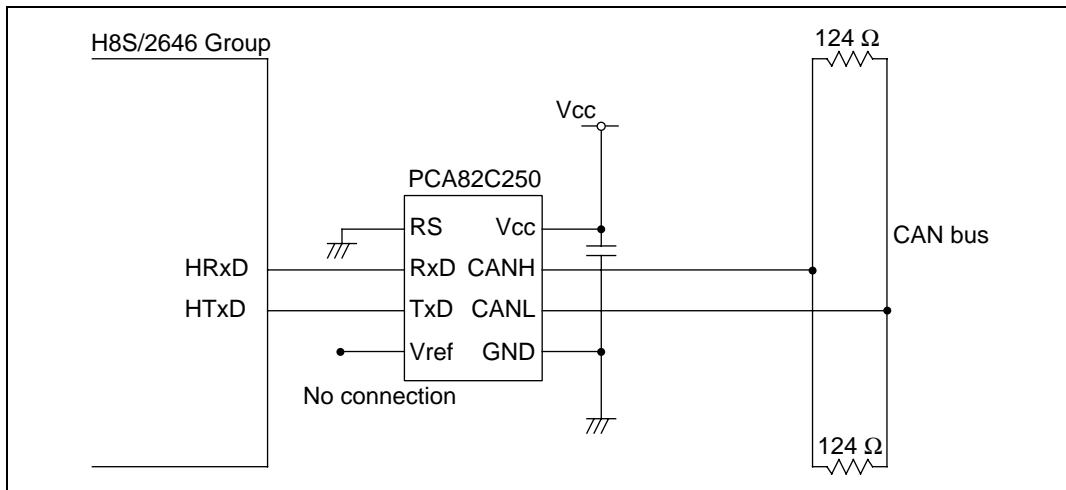 H8S/2646 Group
124 Ω
Vcc
PCA82C250
RS Vcc
CAN bus
HRxD RxD CANH
HTxD TxD CANL
Vref GND
No connection
124 Ω